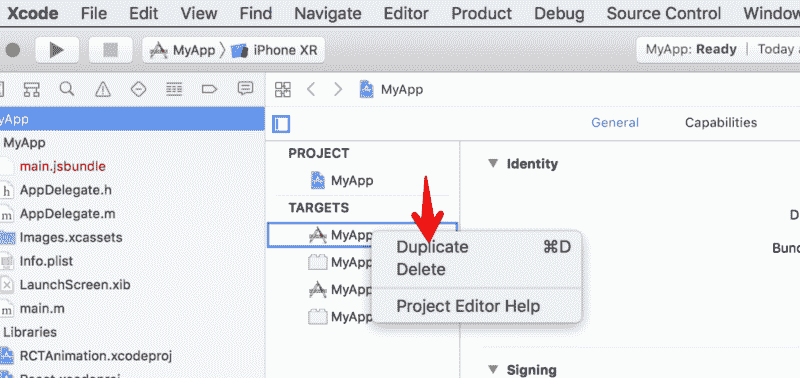 Xcode File Edit View Find Navigate Editor Product Debug Source Control Window
MyApp iPhone XR MyApp: Ready Today
MyApp
yApp
General Capabilities
MyApp
main.jsbundle
PROJECT
Identity
MyApp
AppDelegate.h
TARGETS
AppDelegate.m
MyApp
Duplicate ⌘D
Images.xcassets
MyApp
Delete
Info.plist
LaunchScreen.xib
MyApp
main.m
Project Editor Help
MyApp
Libraries
RCTAnimation.xcodeproj
Signing